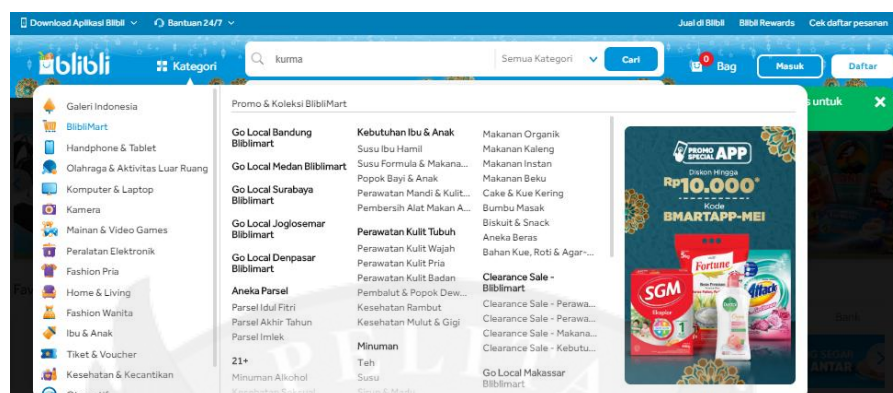 Download Aplikasi Blibli
Bantuan 24/7
Jual di Blibli
Blibli Rewards
Cek daftar pesanan
blibli
Kategori
kurma
Semua Kategori
Cari
0
Bag
Masuk
Daftar
Galeri Indonesia
BlibliMart
Handphone & Tablet
Olahraga & Aktivitas Luar Ruang
Komputer & Laptop
Kamera
Mainan & Video Games
Peralatan Elektronik
Fashion Pria
Home & Living
Fashion Wanita
Ibu & Anak
Tiket & Voucher
Kesehatan & Kecantikan
Promo & Koleksi BlibliMart
Go Local Bandung
Bliblimart
Go Local Medan Bliblimart
Go Local Surabaya
Bliblimart
Go Local Joglosemar
Bliblimart
Go Local Denpasar
Bliblimart
Aneka Parsel
Parsel Idul Fitri
Parsel Akhir Tahun
Parsel Imlek
21+
Minuman Alkohol
Kebutuhan Ibu & Anak
Susu Ibu Hamil
Susu Formula & Makana...
Popok Bayi & Anak
Perawatan Mandi & Kulit...
Pembersih Alat Makan A...
Perawatan Kulit Tubuh
Perawatan Kulit Wajah
Perawatan Kulit Pria
Perawatan Kulit Badan
Pembalut & Popok Dew...
Kesehatan Rambut
Kesehatan Mulut & Gigi
Minuman
Teh
Susu
Makanan Organik
Makanan Kaleng
Makanan Instan
Makanan Beku
Cake & Kue Kering
Bumbu Masak
Biskuit & Snack
Aneka Beras
Bahan Kue, Roti & Agar-...
Clearance Sale -
Bliblimart
Clearance Sale - Perawa...
Clearance Sale - Perawa...
Clearance Sale - Makana...
Clearance Sale - Kebutu...
Go Local Makassar
Bliblimart
PROMO
SPECIAL APP
Diskon Hingga
Rp10.000*
Kode
BMARTAPP-MEI
Fortune
SGM
Eksplor
1
Attack
s untuk